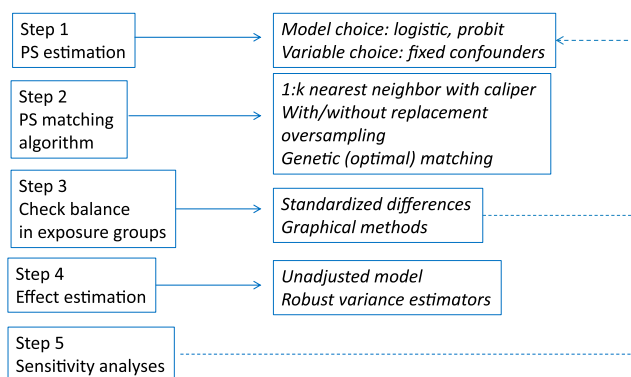 Step 1
PS estimation
Model choice: logistic, probit
Variable choice: fixed confounders
Step 2
PS matching
algorithm
1:k nearest neighbor with caliper
With/without replacement
oversampling
Genetic (optimal) matching
Step 3
Check balance
in exposure groups
Standardized differences
Graphical methods
Step 4
Effect estimation
Unadjusted model
Robust variance estimators
Step 5
Sensitivity analyses